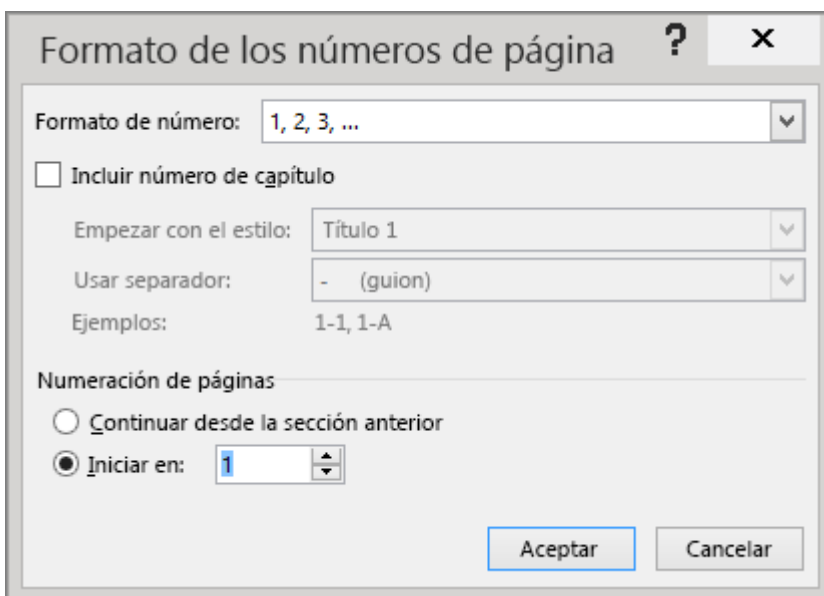 Formato de los números de página ? x
Formato de número: 1, 2, 3, ...
Incluir número de capítulo
Empezar con el estilo: Título 1
Usar separador: - (guion)
Ejemplos: 1-1, 1-A
Numeración de páginas
Continuar desde la sección anterior
Iniciar en: 1
Aceptar Cancelar